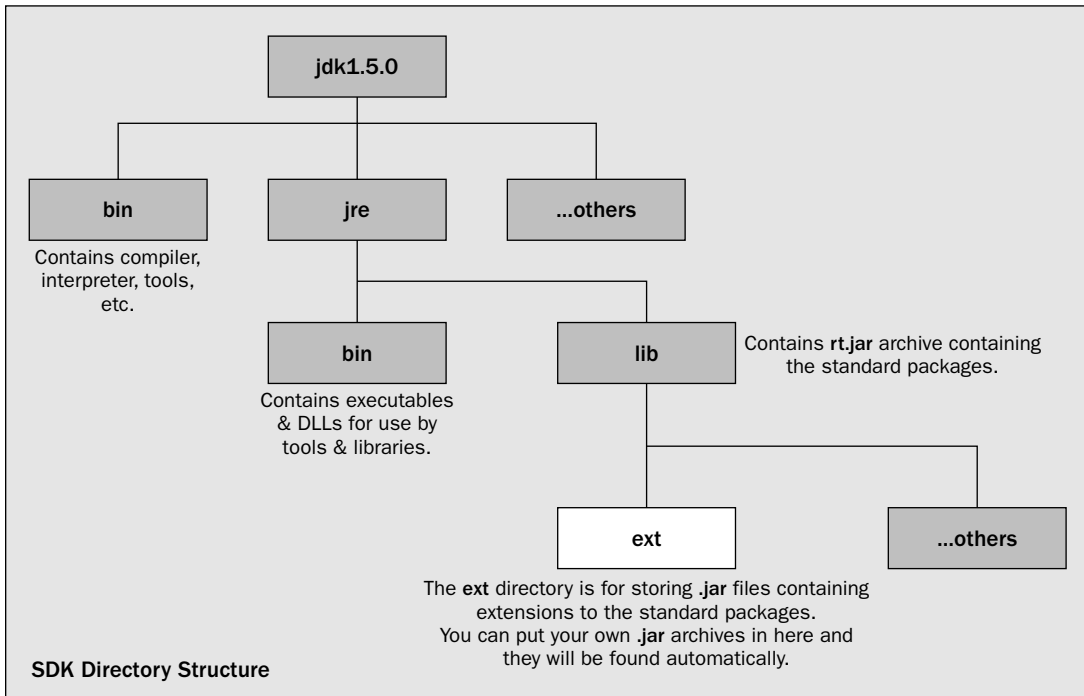 jdk1.5.0
bin
jre
...others
Contains compiler,
interpreter, tools,
etc.
bin
lib
Contains rt.jar archive containing
the standard packages.
Contains executables
& DLLs for use by
tools & libraries.
ext
...others
The ext directory is for storing .jar files containing
extensions to the standard packages.
You can put your own .jar archives in here and
they will be found automatically.
SDK Directory Structure